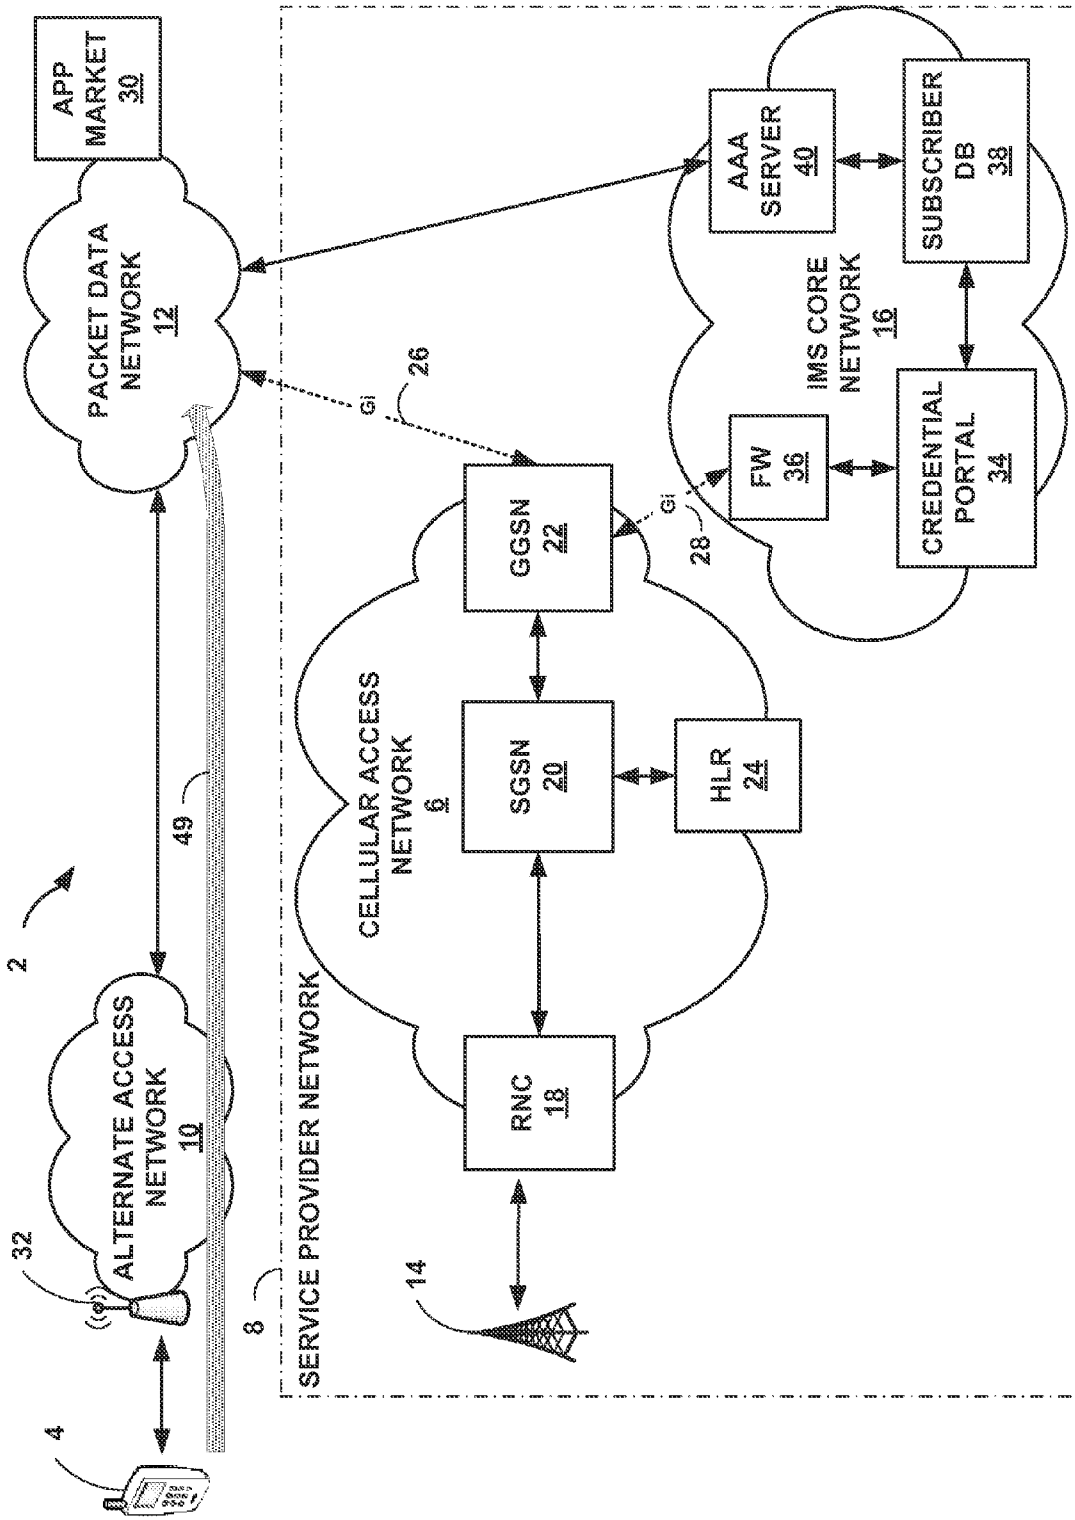 2
4
32
ALTERNATE ACCESS
NETWORK
10
49
PACKET DATA
NETWORK
12
APP
MARKET
30
8
SERVICE PROVIDER NETWORK
14
CELLULAR ACCESS
NETWORK
6
RNC
18
SGSN
20
GGSN
22
HLR
24
Gi
26
Gi
28
IMS CORE
NETWORK
16
FW
36
CREDENTIAL
PORTAL
34
AAA
SERVER
40
SUBSCRIBER
DB
38